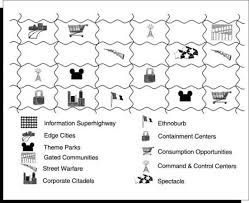 Information Superhighway
Edge Cities
Theme Parks
Gated Communities
Street Warfare
Corporate Citadels
Ethnoburb
Containment Centers
Consumption Opportunities
Command & Control Centers
Spectacle